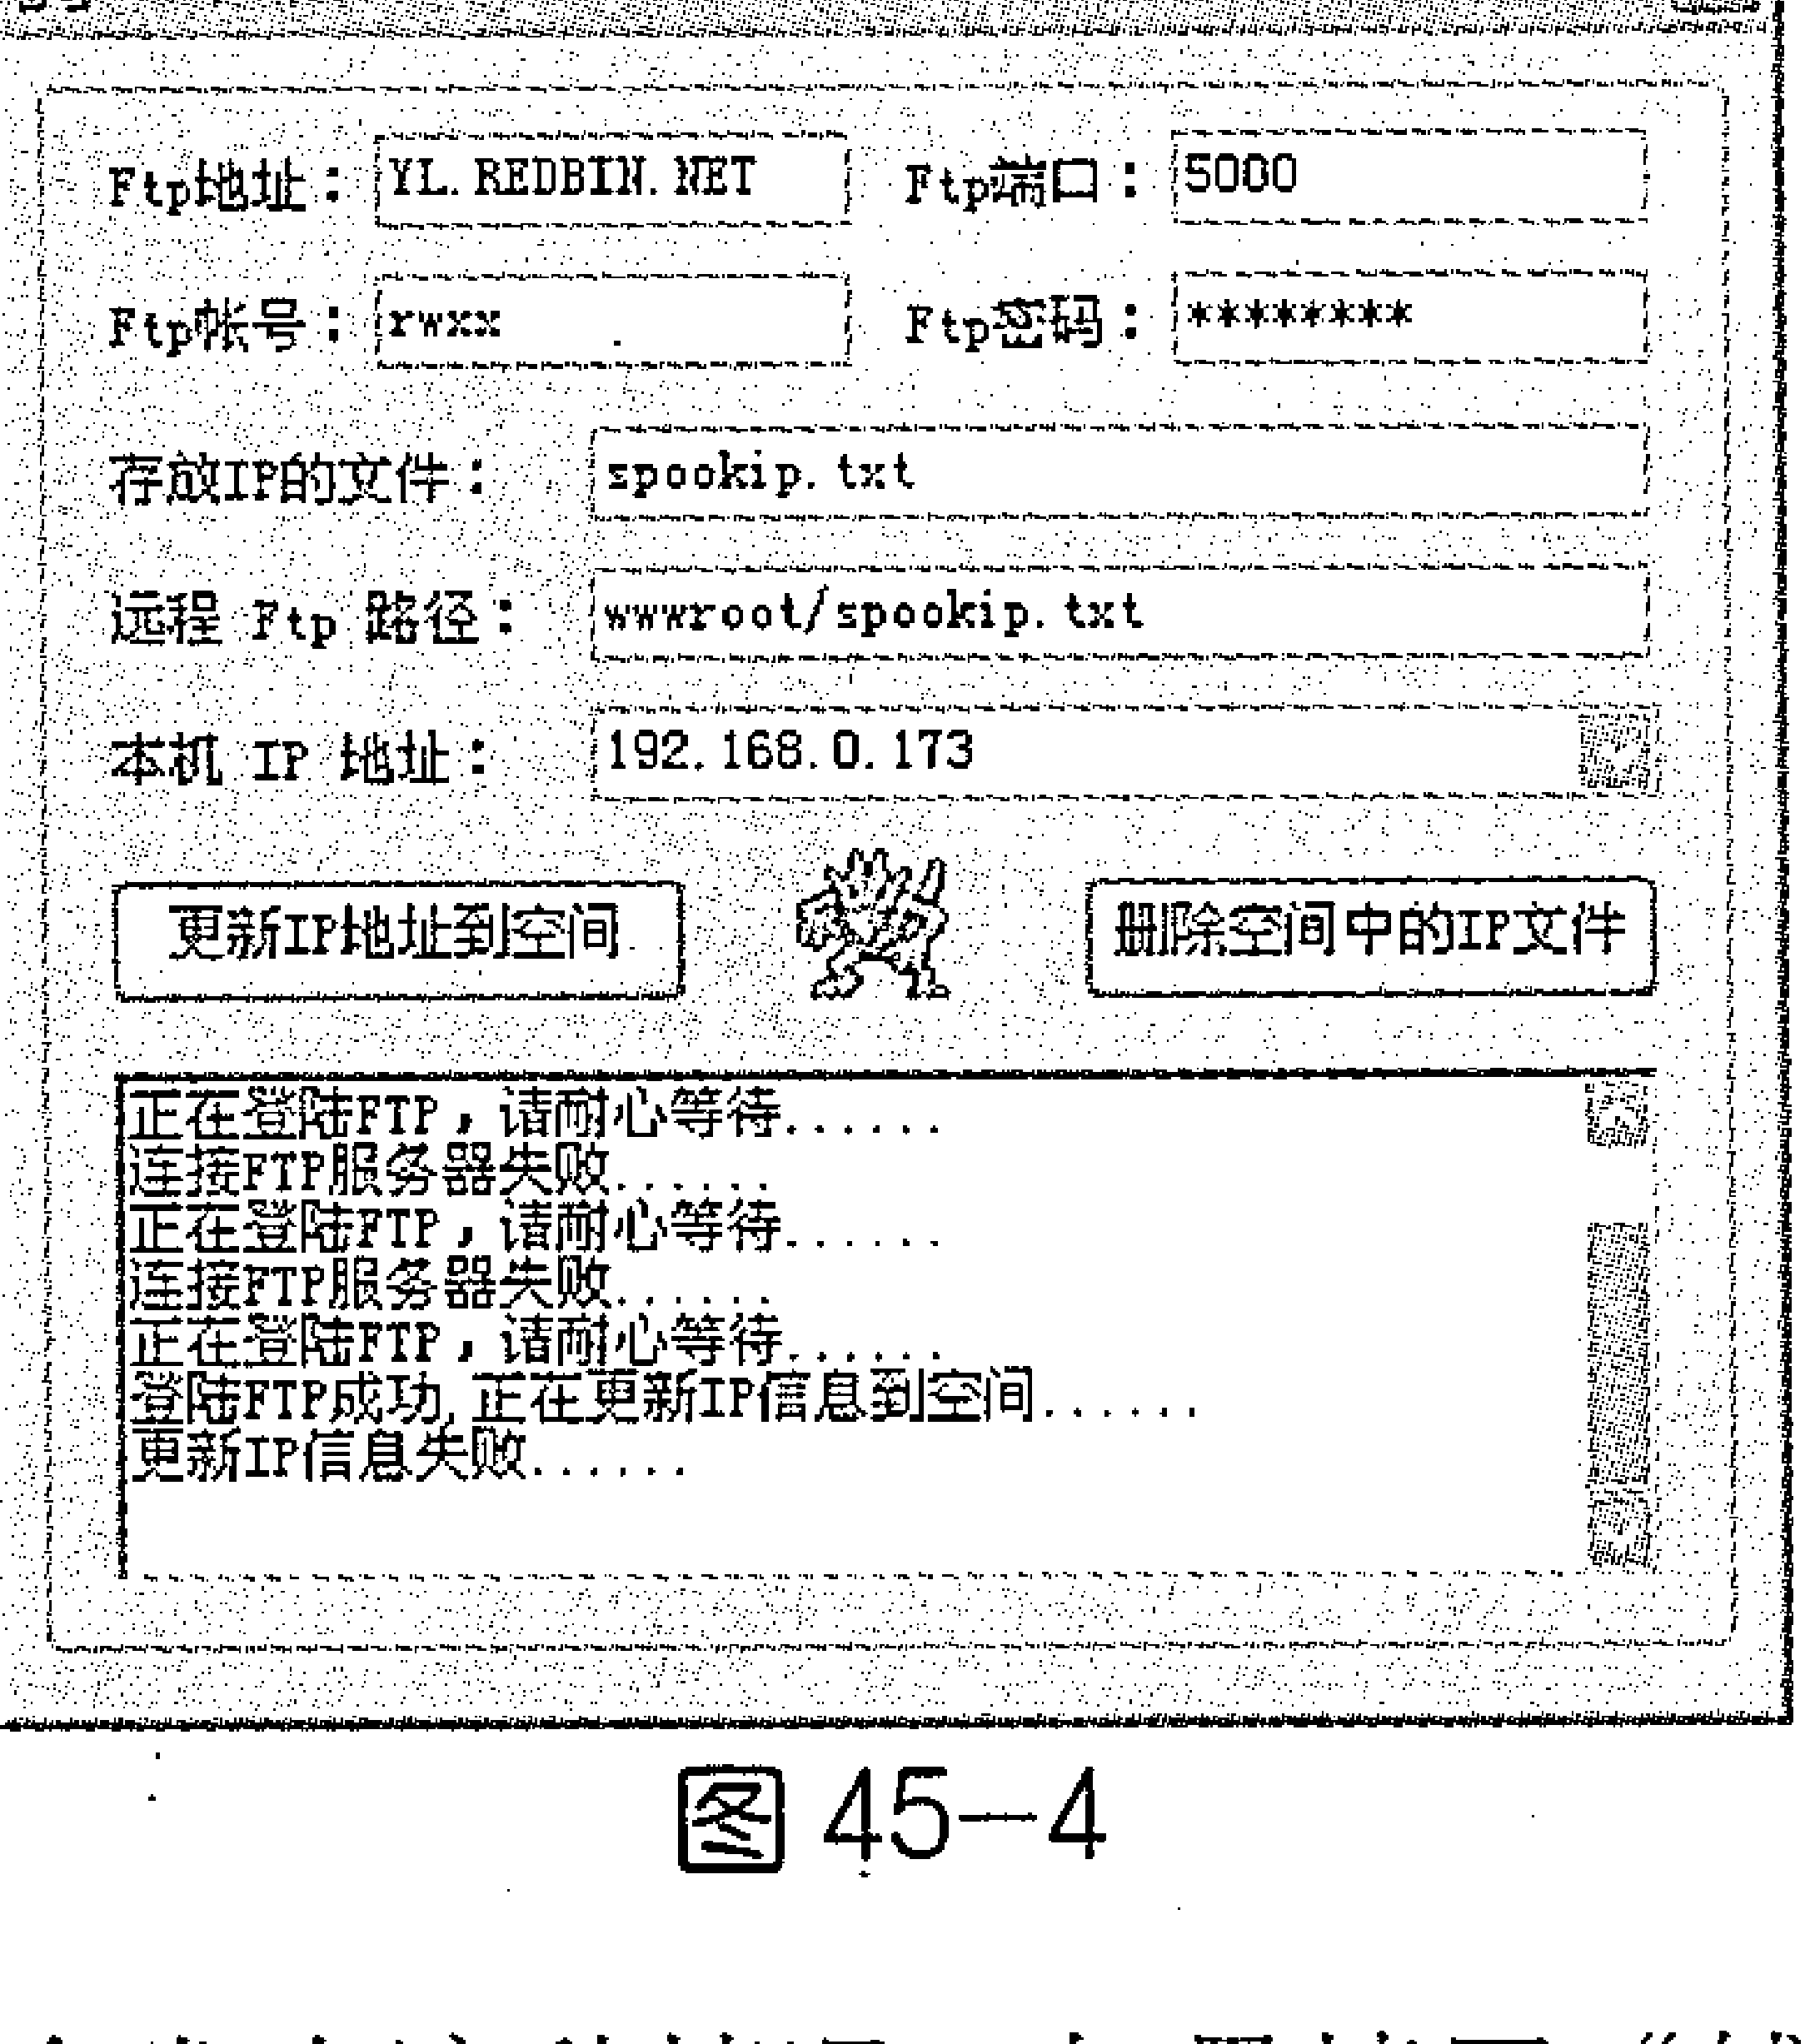 Ftp地址： YL.REDBIN.NET Ftp端口： 5000
Ftp帐号： rwxx Ftp密码： ********
存放IP的文件： spookip.txt
远程 Ftp 路径： wwwroot/spookip.txt
本机 IP 地址： 192.168.0.173
更新IP地址到空间 删除空间中的IP文件
正在登陆FTP，请耐心等待......
连接FTP服务器失败......
正在登陆FTP，请耐心等待......
连接FTP服务器失败......
正在登陆FTP，请耐心等待......
登陆FTP成功,正在更新IP信息到空间......
更新IP信息失败......
图 45-4